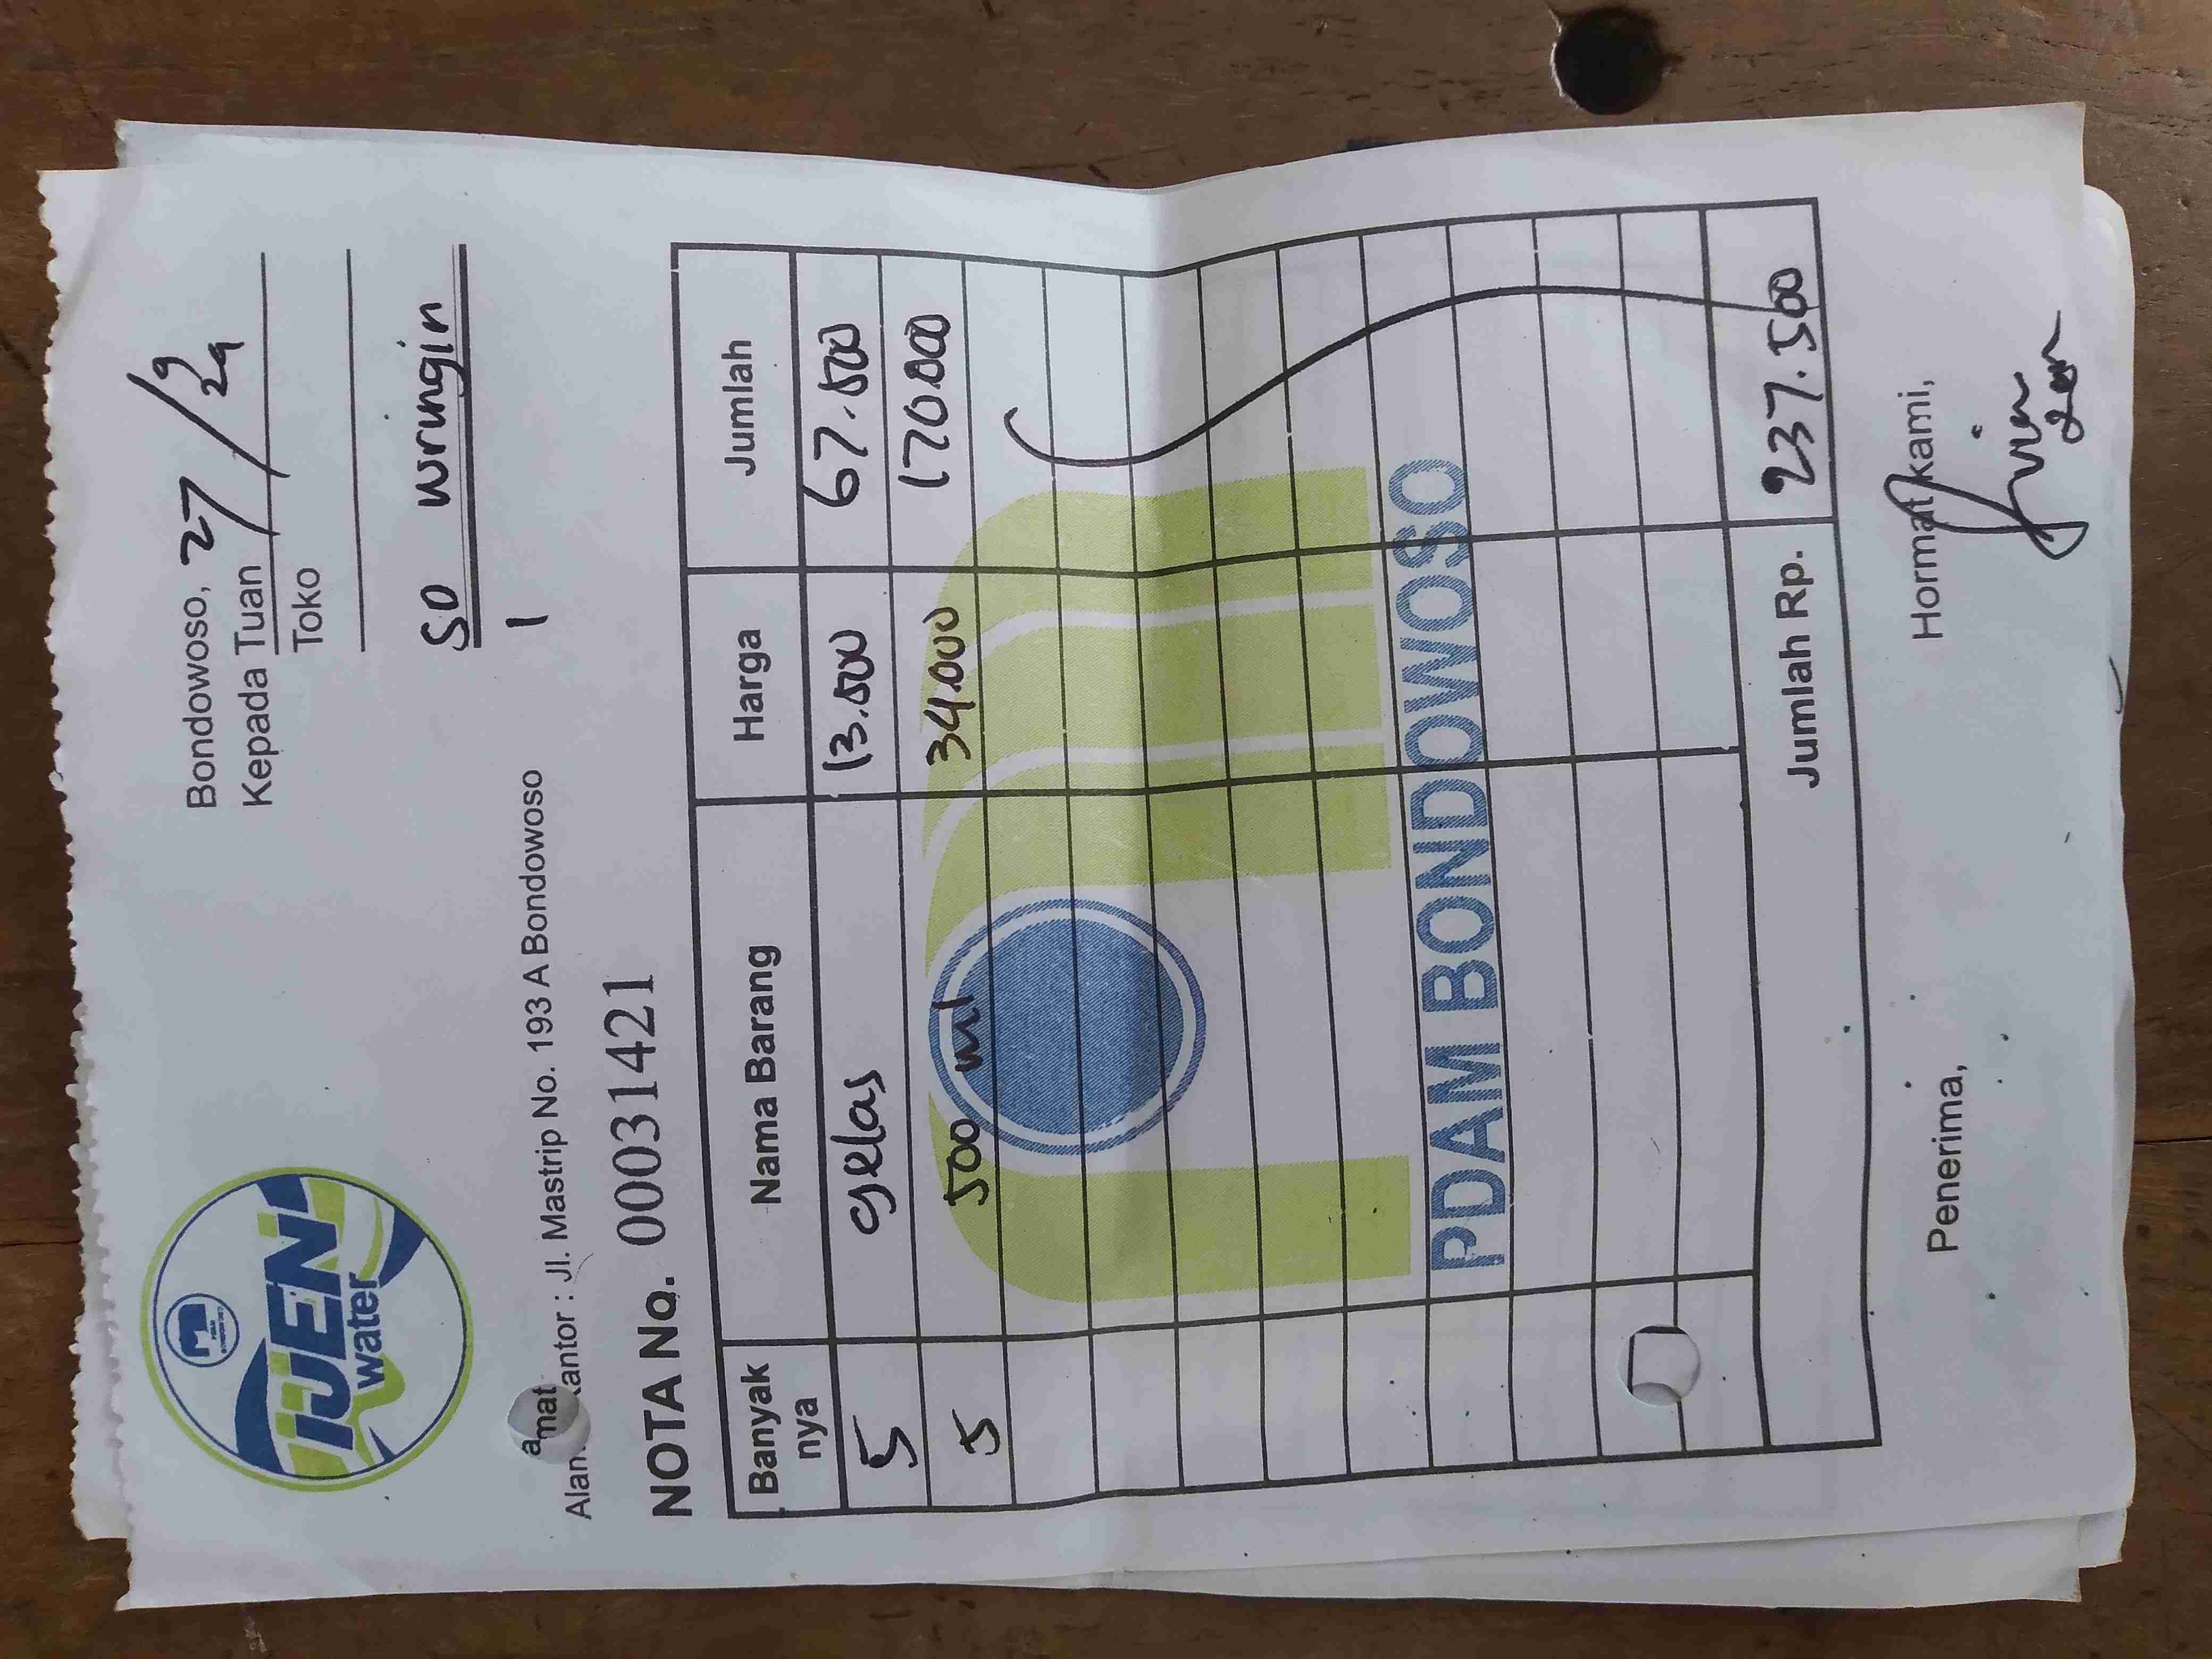 IJEN
water
Bondowoso, 27/9/24
Kepada Tuan
Toko
SD Wringin
1
Kantor : Jl. Mastrip No. 193 A Bondowoso
NOTA No. 00031421
Banyak nya Nama Barang Harga Jumlah
5 gelas 13.500 67.500
5 500 ml 34.000 170.000
PDAM BONDOWOSO
Jumlah Rp. 237.500
Penerima, Hormat kami,